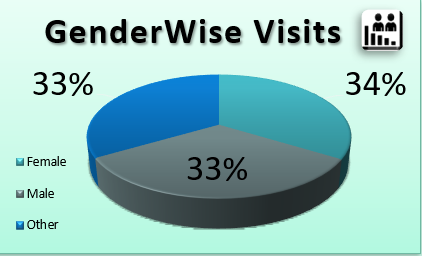 GenderWise Visits
33%
34%
33%
Female
Male
Other